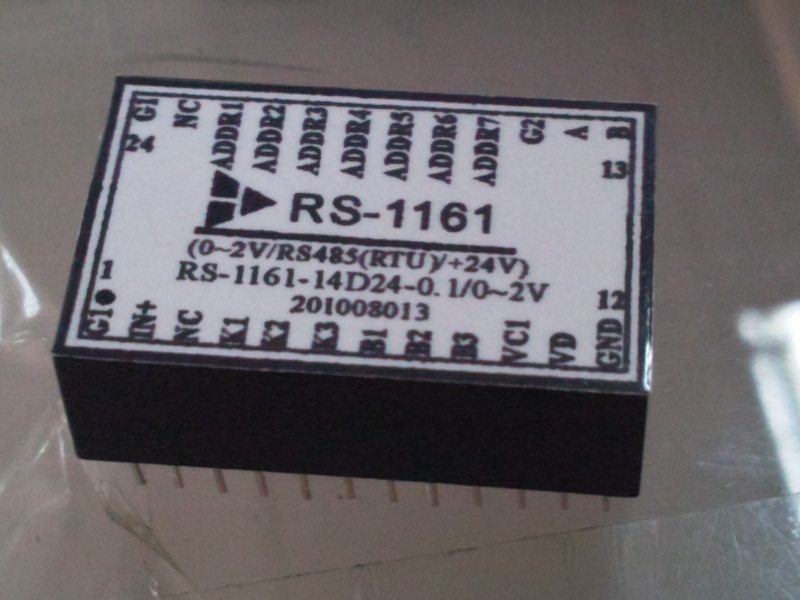 GI NC ADDR1 ADDR2 ADDR3 ADDR4 ADDR5 ADDR6 ADDR7 G2 A B
24 13
RS-1161
(0~2V/RS485(RTU)/+24V)
RS-1161-14D24-0.1/0~2V
201008013
1 12
GI IN+ NC K1 K2 K3 B1 B2 B3 VC1 VD GND